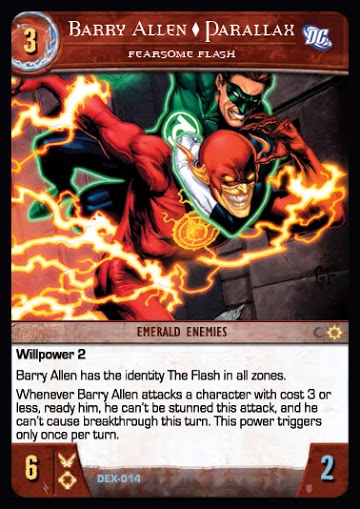 3
BARRY ALLEN ♦ PARALLAX
DC
FEARSOME FLASH
EMERALD ENEMIES
Willpower 2
Barry Allen has the identity The Flash in all zones.
Whenever Barry Allen attacks a character with cost 3 or
less, ready him, he can't be stunned this attack, and he
can't cause breakthrough this turn. This power triggers
only once per turn.
6
DEX-014
2